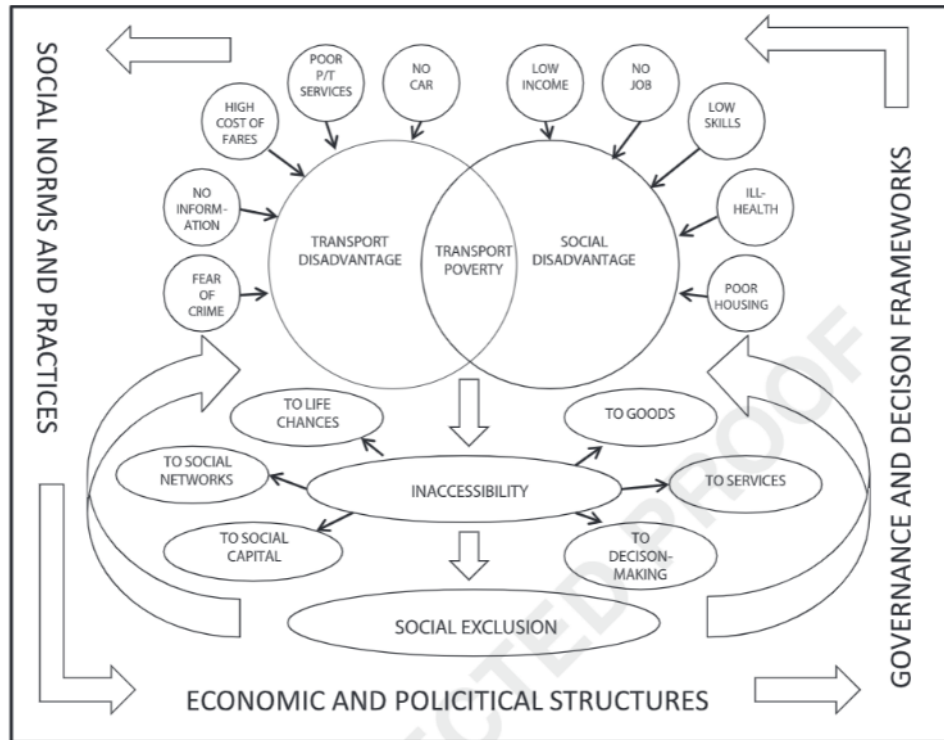 SOCIAL NORMS AND PRACTICES
POOR
P/T
SERVICES
NO
CAR
LOW
INCOME
NO
JOB
HIGH
COST OF
FARES
LOW
SKILLS
NO
INFORM-
ATION
ILL-
HEALTH
TRANSPORT
DISADVANTAGE
TRANSPORT
POVERTY
SOCIAL
DISADVANTAGE
FEAR
OF
CRIME
POOR
HOUSING
GOVERNANCE AND DECISON FRAMEWORKS
TO LIFE
CHANCES
TO GOODS
TO SOCIAL
NETWORKS
INACCESSIBILITY
TO SERVICES
TO SOCIAL
CAPITAL
TO
DECISON-
MAKING
SOCIAL EXCLUSION
ECONOMIC AND POLICITICAL STRUCTURES
CTED PROOF